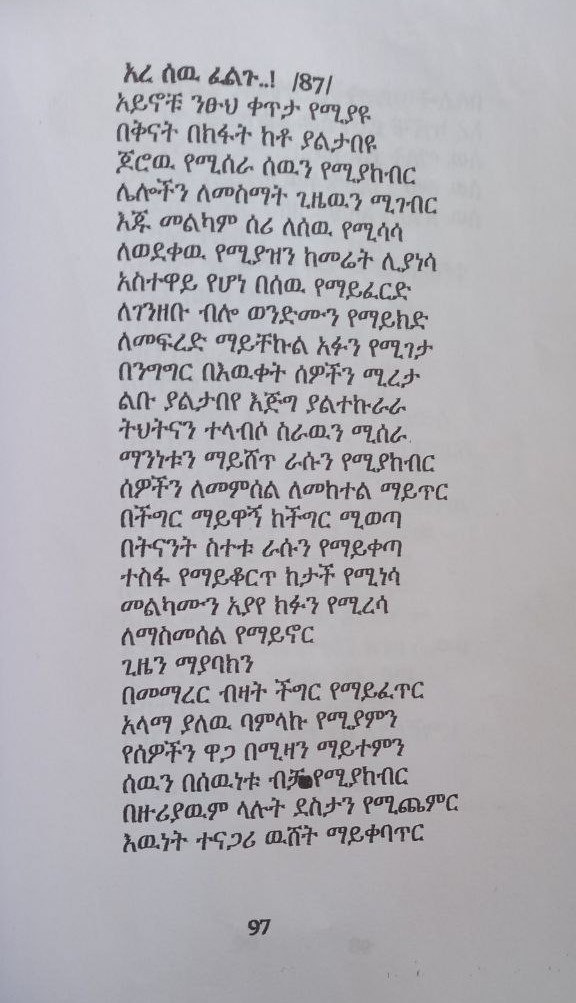 አረ ሰዉ ፈልጉ..! /87/
አይኖቹ ንፁህ ቀጥታ የሚያዩ
በቅናት በክፋት ከቶ ያልታበዩ
ጆሮዉ የሚሰራ ሰዉን የሚያከብር
ሌሎችን ለመስማት ጊዜዉን ሚገብር
እጁ መልካም ሰሪ ለሰዉ የሚሳሳ
ለወደቀዉ የሚያዝን ከመሬት ሊያነሳ
አስተዋይ የሆነ በሰዉ የማይፈርድ
ለገንዘቡ ብሎ ወንድሙን የማይክድ
ለመፍረድ ማይቸኩል አፉን የሚገታ
በንግግር በእዉቀት ሰዎችን ሚረታ
ልቡ ያልታበየ እጅግ ያልተኩራራ
ትህትናን ተላብሶ ስራዉን ሚሰራ
ማንነቱን ማይሸጥ ራሱን የሚያከብር
ሰዎችን ለመምሰል ለመከተል ማይጥር
በችግር ማይዋኝ ከችግር ሚወጣ
በትናንት ስተቱ ራሱን የማይቀጣ
ተስፋ የማይቆርጥ ከታች የሚነሳ
መልካሙን አያየ ክፉን የሚረሳ
ለማስመሰል የማይኖር
ጊዜን ማያባክን
በመማረር ብዛት ችግር የማይፈጥር
አላማ ያለዉ ባምላኩ የሚያምን
የሰዎችን ዋጋ በሚዛን ማይተምን
ሰዉን በሰዉነቱ ብቻ የሚያከብር
በዙሪያዉም ላሉት ደስታን የሚጨምር
እዉነት ተናጋሪ ዉሸት ማይቀባጥር
97